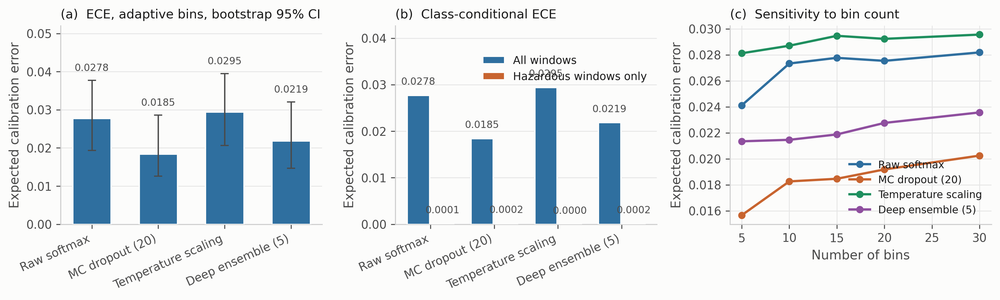 (a)  ECE, adaptive bins, bootstrap 95% CI
Expected calibration error
0.05
0.04
0.03
0.02
0.01
0.00
0.0278
0.0185
0.0295
0.0219
Raw softmax
MC dropout (20)
Temperature scaling
Deep ensemble (5)
(b)  Class-conditional ECE
Expected calibration error
0.04
0.03
0.02
0.01
0.00
All windows
Hazardous windows only
0.0278
0.0001
0.0185
0.0002
0.0295
0.0000
0.0219
0.0002
Raw softmax
MC dropout (20)
Temperature scaling
Deep ensemble (5)
(c)  Sensitivity to bin count
Expected calibration error
0.030
0.028
0.026
0.024
0.022
0.020
0.018
0.016
Raw softmax
MC dropout (20)
Temperature scaling
Deep ensemble (5)
5
10
15
20
25
30
Number of bins